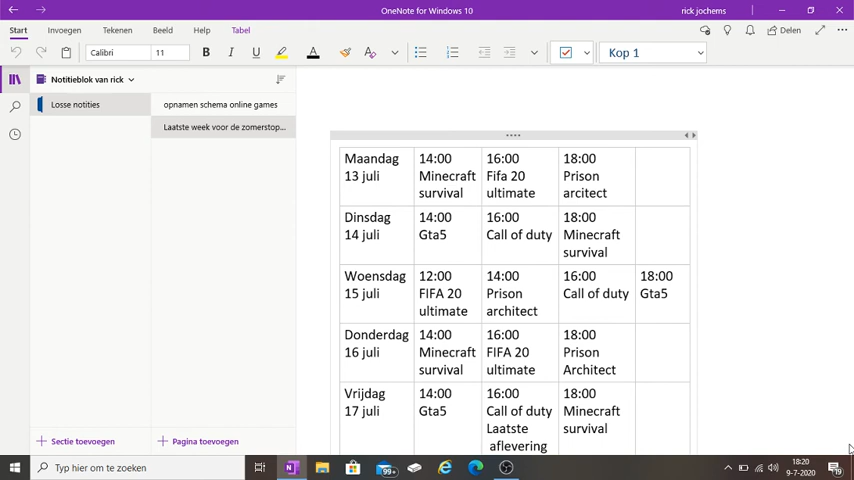 OneNote for Windows 10
rick jochems
Start Invoegen Tekenen Beeld Help Tabel
Delen
Calibri 11 B I U A Kop 1
Notitieblok van rick
Losse notities
opnamen schema online games
Laatste week voor de zomerstop...
Maandag 14:00 16:00 18:00
13 juli Minecraft Fifa 20 Prison
survival ultimate arcitect
Dinsdag 14:00 16:00 18:00
14 juli Gta5 Call of duty Minecraft
survival
Woensdag 12:00 14:00 16:00 18:00
15 juli FIFA 20 Prison Call of duty Gta5
ultimate architect
Donderdag 14:00 16:00 18:00
16 juli Minecraft FIFA 20 Prison
survival ultimate Architect
Vrijdag 14:00 16:00 18:00
17 juli Gta5 Call of duty Minecraft
Laatste survival
aflevering
Sectie toevoegen
Pagina toevoegen
Typ hier om te zoeken
99+
18:20
9-7-2020
19